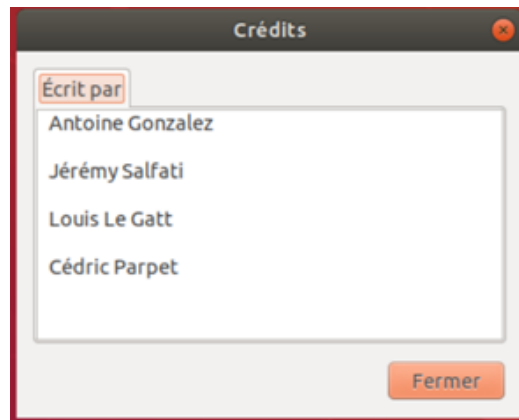 Crédits
Écrit par
Antoine Gonzalez
Jérémy Salfati
Louis Le Gatt
Cédric Parpet
Fermer